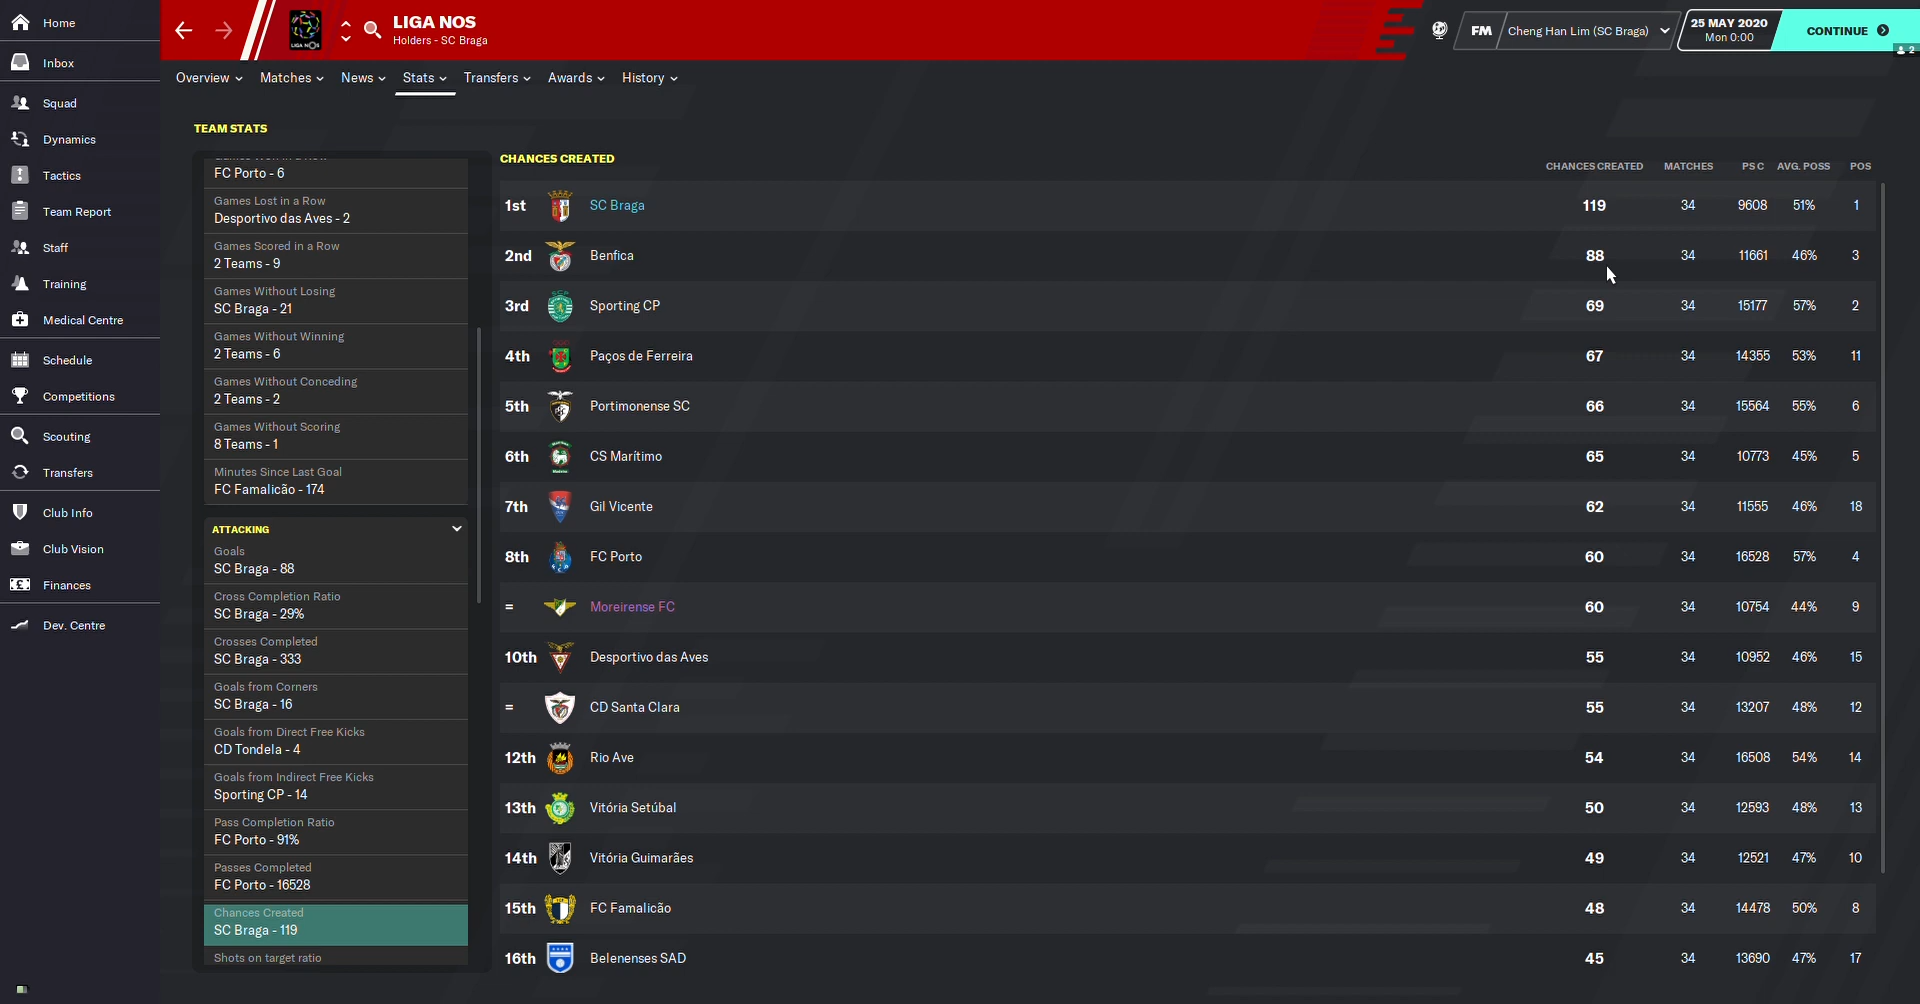 Home
Inbox
Squad
Dynamics
Tactics
Team Report
Staff
Training
Medical Centre
Schedule
Competitions
Scouting
Transfers
Club Info
Club Vision
Finances
Dev. Centre
LIGA NOS
LIGA NOS
Holders - SC Braga
FM
Cheng Han Lim (SC Braga)
25 MAY 2020
Mon 0:00
CONTINUE
2
Overview
Matches
News
Stats
Transfers
Awards
History
TEAM STATS
Games Won in a Row
FC Porto - 6
Games Lost in a Row
Desportivo das Aves - 2
Games Scored in a Row
2 Teams - 9
Games Without Losing
SC Braga - 21
Games Without Winning
2 Teams - 6
Games Without Conceding
2 Teams - 2
Games Without Scoring
8 Teams - 1
Minutes Since Last Goal
FC Famalicão - 174
ATTACKING
Goals
SC Braga - 88
Cross Completion Ratio
SC Braga - 29%
Crosses Completed
SC Braga - 333
Goals from Corners
SC Braga - 16
Goals from Direct Free Kicks
CD Tondela - 4
Goals from Indirect Free Kicks
Sporting CP - 14
Pass Completion Ratio
FC Porto - 91%
Passes Completed
FC Porto - 16528
Chances Created
SC Braga - 119
Shots on target ratio
CHANCES CREATED
CHANCES CREATED MATCHES PS C AVG. POSS POS
1st SC Braga 119 34 9608 51% 1
2nd Benfica 88 34 11661 46% 3
3rd Sporting CP 69 34 15177 57% 2
4th Paços de Ferreira 67 34 14355 53% 11
5th Portimonense SC 66 34 15564 55% 6
6th CS Marítimo 65 34 10773 45% 5
7th Gil Vicente 62 34 11555 46% 18
8th FC Porto 60 34 16528 57% 4
= Moreirense FC 60 34 10754 44% 9
10th Desportivo das Aves 55 34 10952 46% 15
= CD Santa Clara 55 34 13207 48% 12
12th Rio Ave 54 34 16508 54% 14
13th Vitória Setúbal 50 34 12593 48% 13
14th Vitória Guimarães 49 34 12521 47% 10
15th FC Famalicão 48 34 14478 50% 8
16th Belenenses SAD 45 34 13690 47% 17